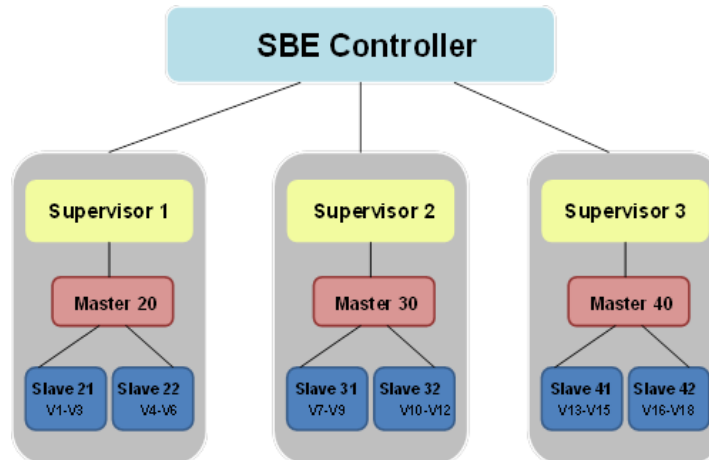 SBE Controller
Supervisor 1
Supervisor 2
Supervisor 3
Master 20
Master 30
Master 40
Slave 21
V1-V3
Slave 22
V4-V6
Slave 31
V7-V9
Slave 32
V10-V12
Slave 41
V13-V15
Slave 42
V16-V18